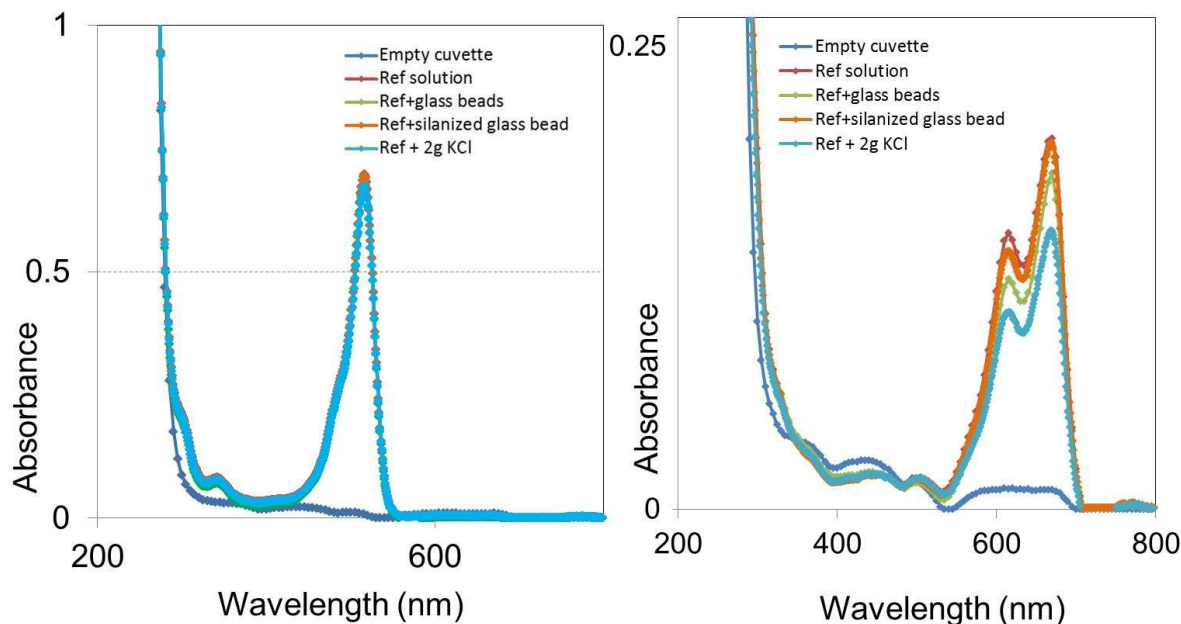 1
0.5
0
200
600
Absorbance
Wavelength (nm)
Empty cuvette
Ref solution
Ref+glass beads
Ref+silanized glass bead
Ref + 2g KCl
0.25
0
200
400
600
800
Absorbance
Wavelength (nm)
Empty cuvette
Ref solution
Ref+glass beads
Ref+silanized glass bead
Ref + 2g KCl